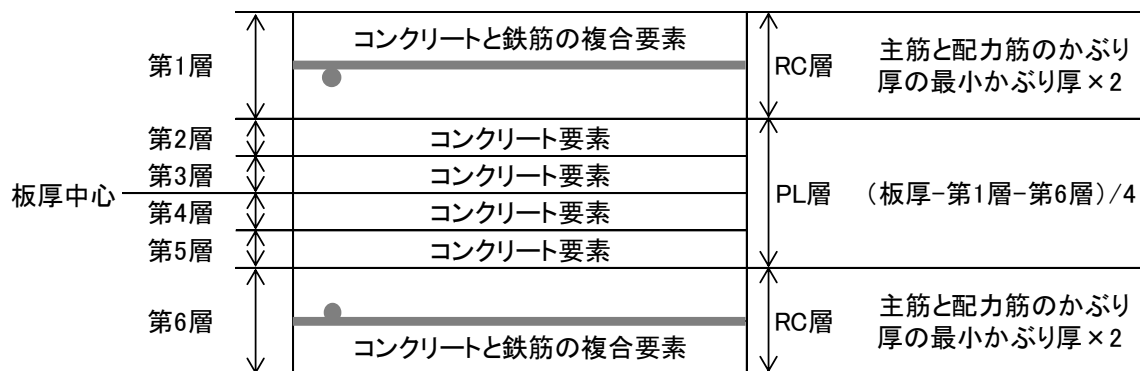 コンクリートと鉄筋の複合要素
第1層
RC層
主筋と配力筋のかぶり
厚の最小かぶり厚×2
第2層
コンクリート要素
第3層
コンクリート要素
板厚中心
PL層
(板厚-第1層-第6層)/4
第4層
コンクリート要素
第5層
コンクリート要素
第6層
RC層
主筋と配力筋のかぶり
厚の最小かぶり厚×2
コンクリートと鉄筋の複合要素